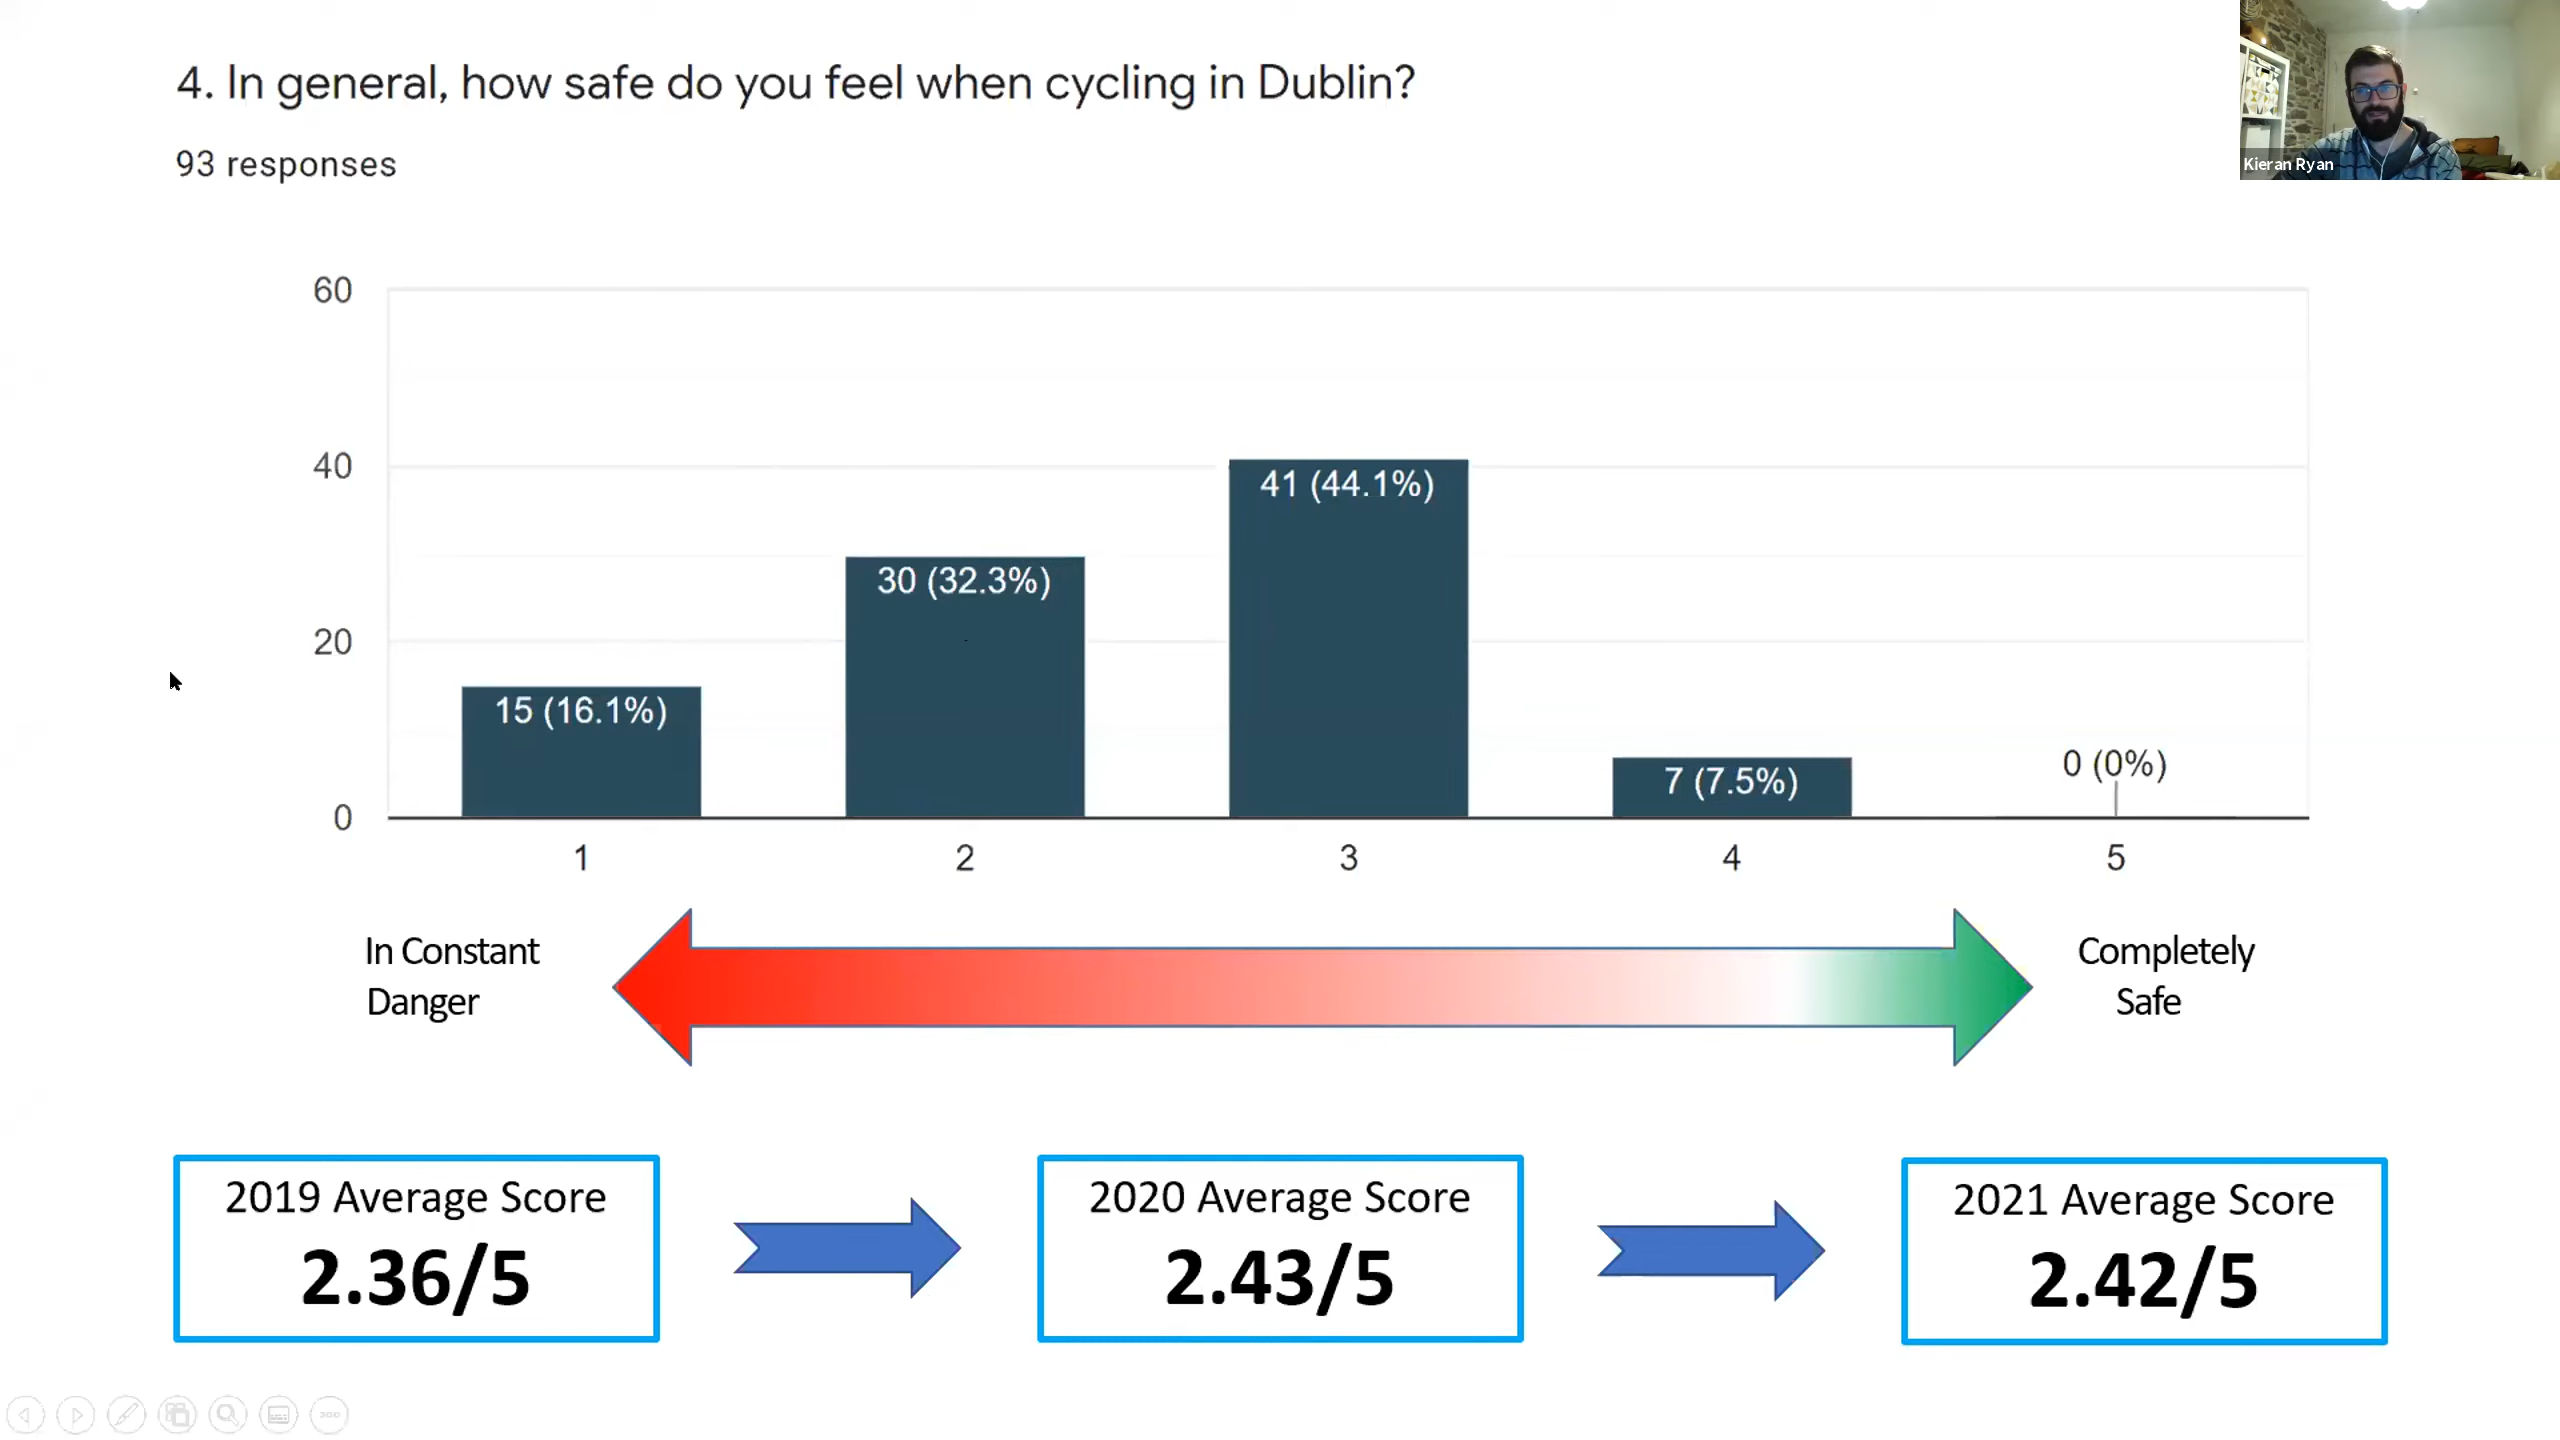 4. In general, how safe do you feel when cycling in Dublin?
93 responses
Kieran Ryan
60
40
20
0
15 (16.1%)
30 (32.3%)
41 (44.1%)
7 (7.5%)
0 (0%)
1
2
3
4
5
In Constant
Danger
Completely
Safe
2019 Average Score
2.36/5
2020 Average Score
2.43/5
2021 Average Score
2.42/5